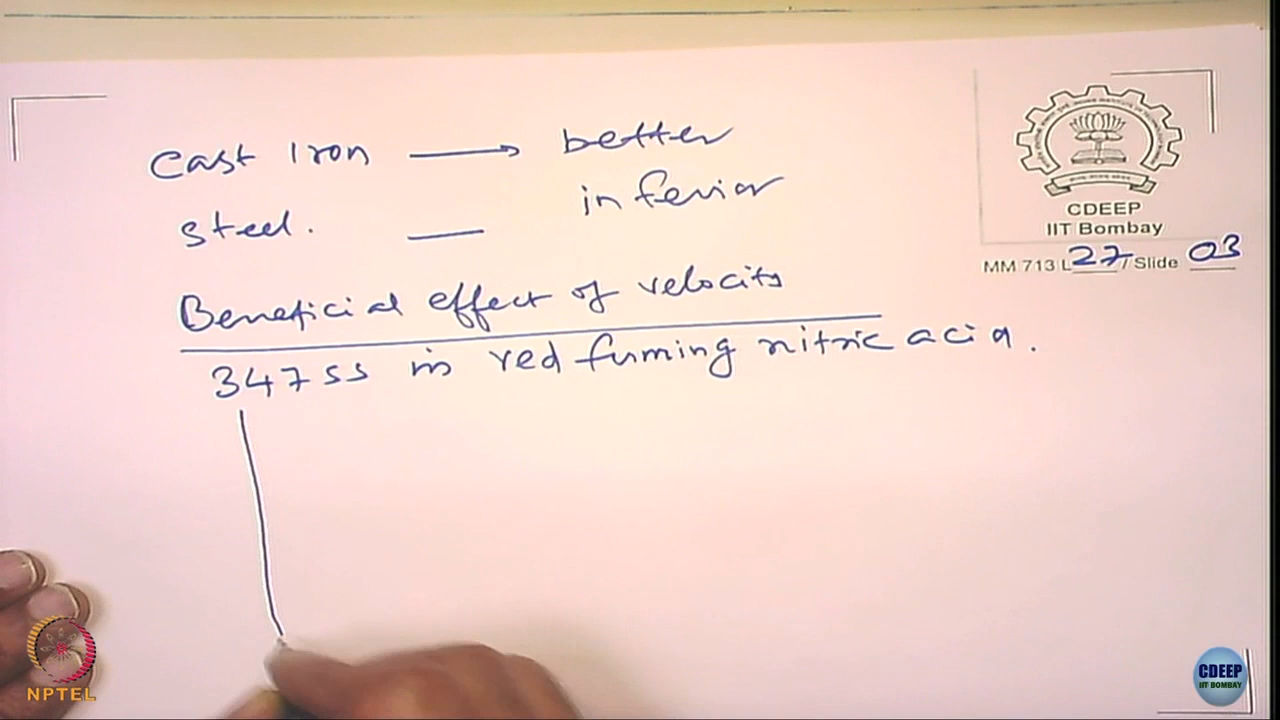 Cast Iron → better
Steel. — inferior
Beneficial effect of velocity
347 SS in red fuming nitric acid.
CDEEP
IIT Bombay
MM 713 L 27 / Slide 03
NPTEL
CDEEP
IIT BOMBAY